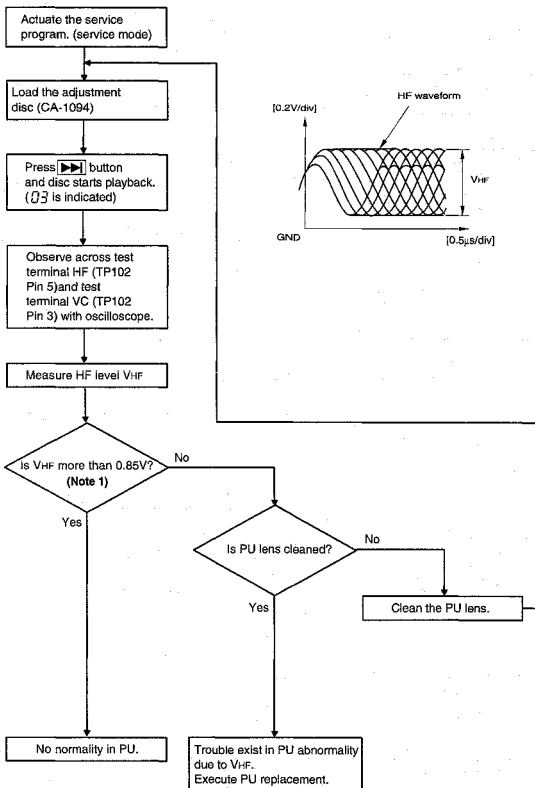 Actuate the service
program. (service mode)
Load the adjustment
disc (CA-1094)
Press ▶▶| button
and disc starts playback.
(03 is indicated)
Observe across test
terminal HF (TP102
Pin 5)and test
terminal VC (TP102
Pin 3) with oscilloscope.
Measure HF level VHF
Is VHF more than 0.85V?
(Note 1)
No
Yes
Is PU lens cleaned?
No
Yes
Clean the PU lens.
No normality in PU.
Trouble exist in PU abnormality
due to VHF.
Execute PU replacement.
HF waveform
[0.2V/div]
VHF
GND
[0.5µs/div]